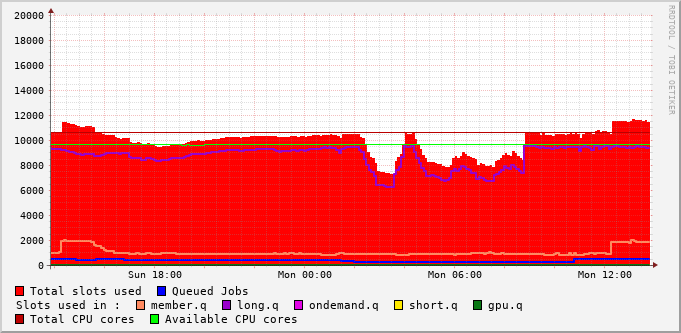 20000
18000
16000
14000
12000
10000
8000
6000
4000
2000
0
Sun 18:00 Mon 00:00 Mon 06:00 Mon 12:00
Total slots used Queued Jobs
Slots used in : member.q long.q ondemand.q short.q gpu.q
Total CPU cores Available CPU cores
RRDTOOL / TOBI OETIKER